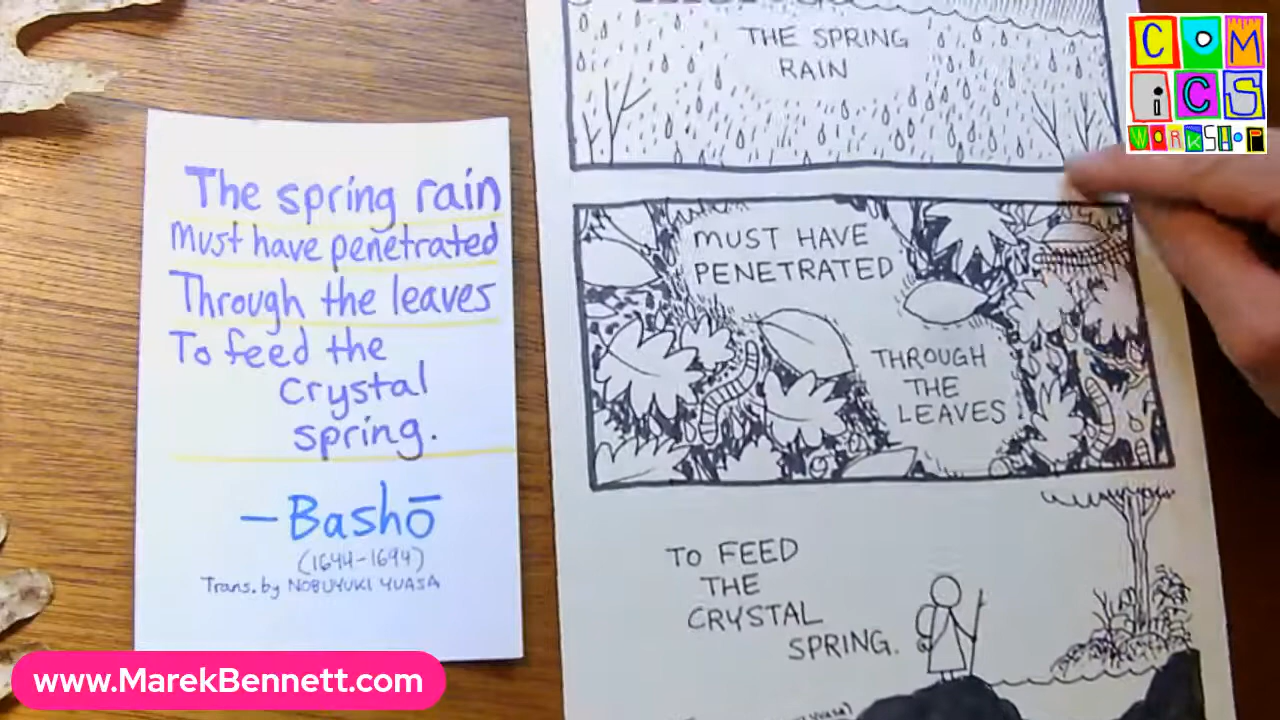 The spring rain
Must have penetrated
Through the leaves
To feed the
Crystal
spring.
—Bashō
(1644-1694)
Trans. by NOBUYUKI YUASA
THE SPRING
RAIN
MUST HAVE
PENETRATED
THROUGH
THE
LEAVES
TO FEED
THE
CRYSTAL
SPRING.
COM
iCS
WORKSHOP
www.MarekBennett.com